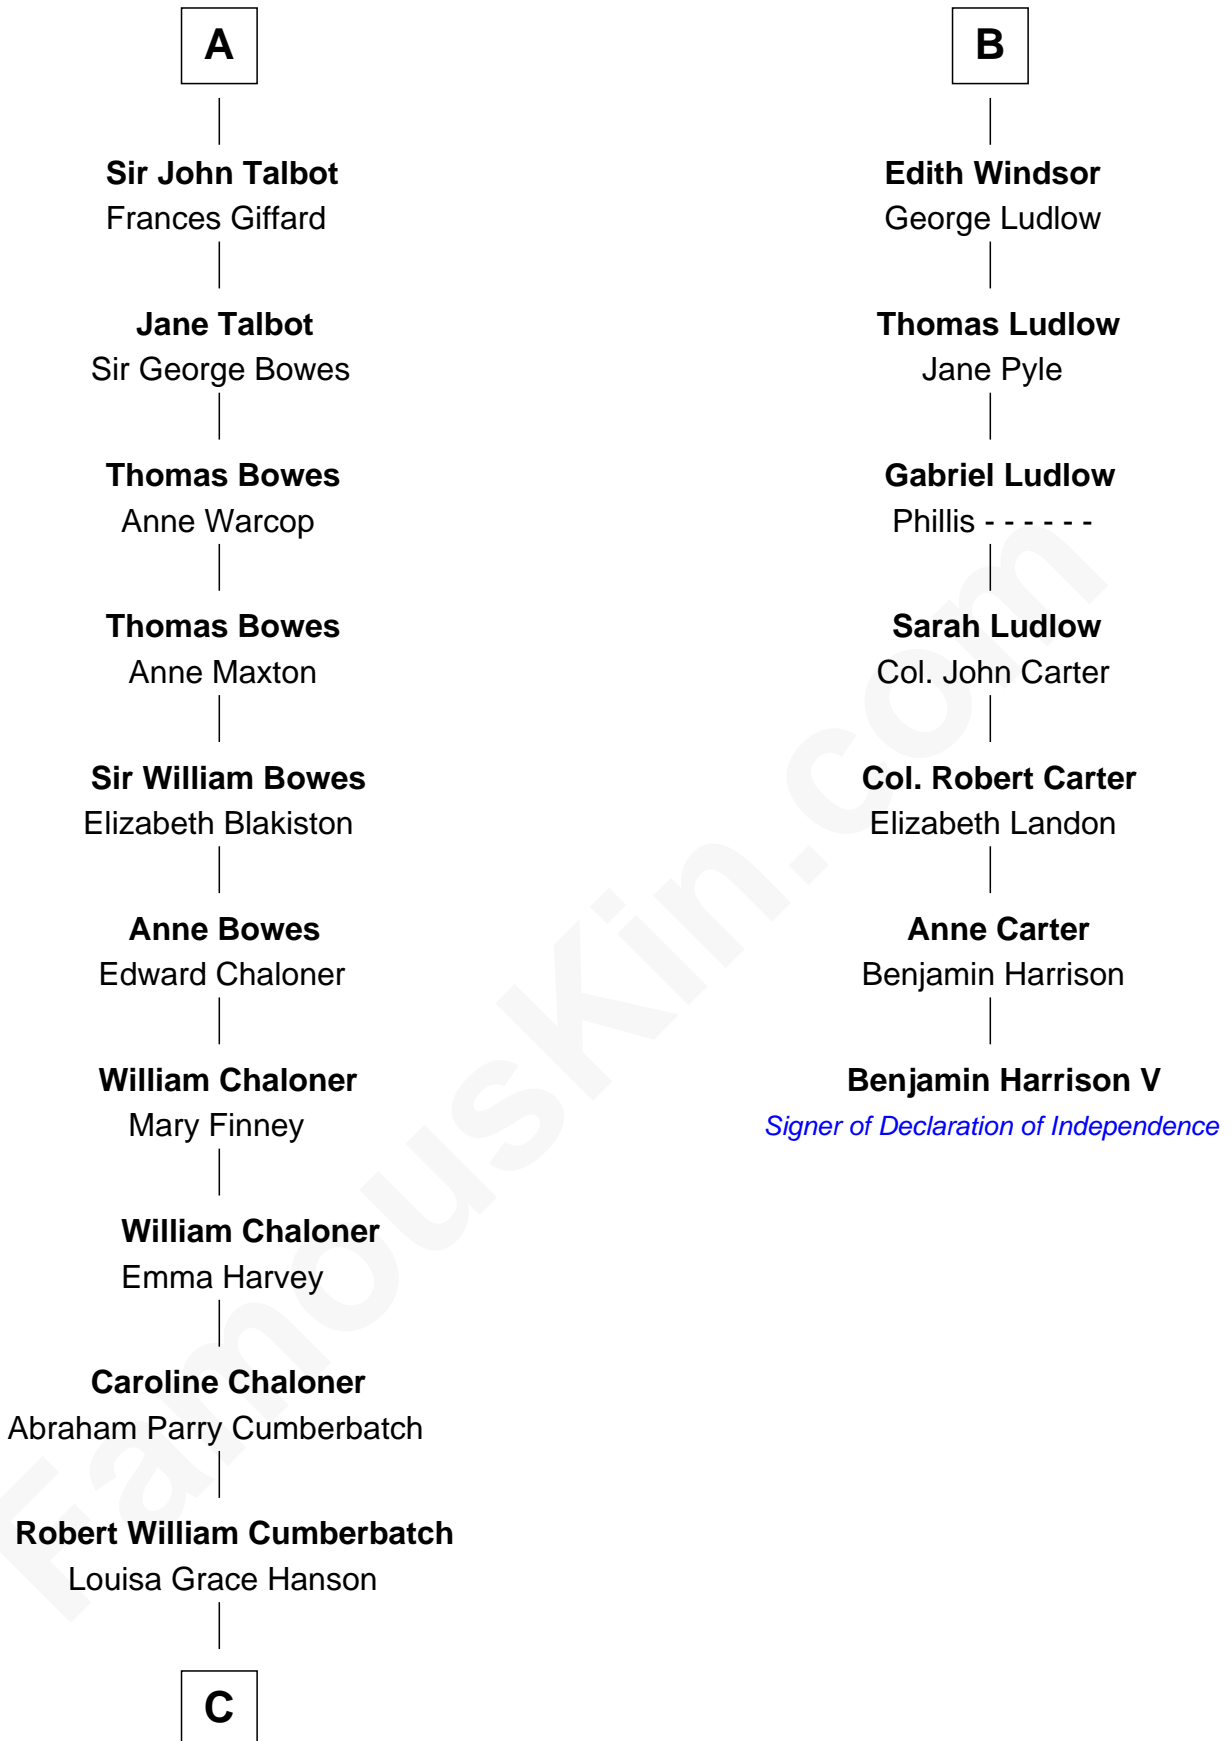 A
Sir John Talbot
Frances Giffard
Jane Talbot
Sir George Bowes
Thomas Bowes
Anne Warcop
Thomas Bowes
Anne Maxton
Sir William Bowes
Elizabeth Blakiston
Anne Bowes
Edward Chaloner
William Chaloner
Mary Finney
William Chaloner
Emma Harvey
Caroline Chaloner
Abraham Parry Cumberbatch
Robert William Cumberbatch
Louisa Grace Hanson
C
B
Edith Windsor
George Ludlow
Thomas Ludlow
Jane Pyle
Gabriel Ludlow
Phillis - - - - - -
Sarah Ludlow
Col. John Carter
Col. Robert Carter
Elizabeth Landon
Anne Carter
Benjamin Harrison
Benjamin Harrison V
Signer of Declaration of Independence
FamousKin.com